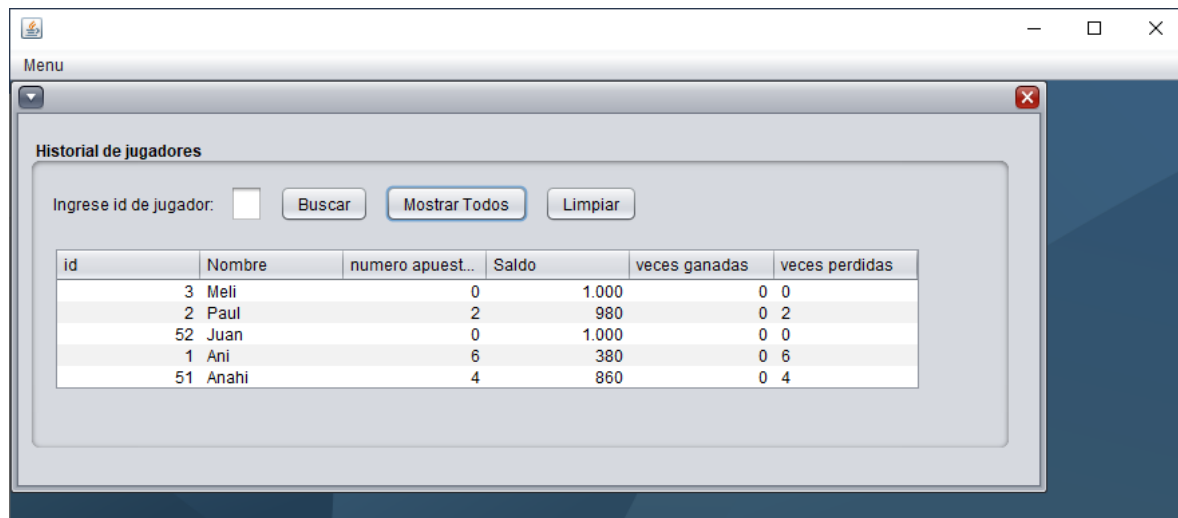 Menu
Historial de jugadores
Ingrese id de jugador: Buscar Mostrar Todos Limpiar
id Nombre numero apuest... Saldo veces ganadas veces perdidas
3 Meli 0 1.000 0 0
2 Paul 2 980 0 2
52 Juan 0 1.000 0 0
1 Ani 6 380 0 6
51 Anahi 4 860 0 4